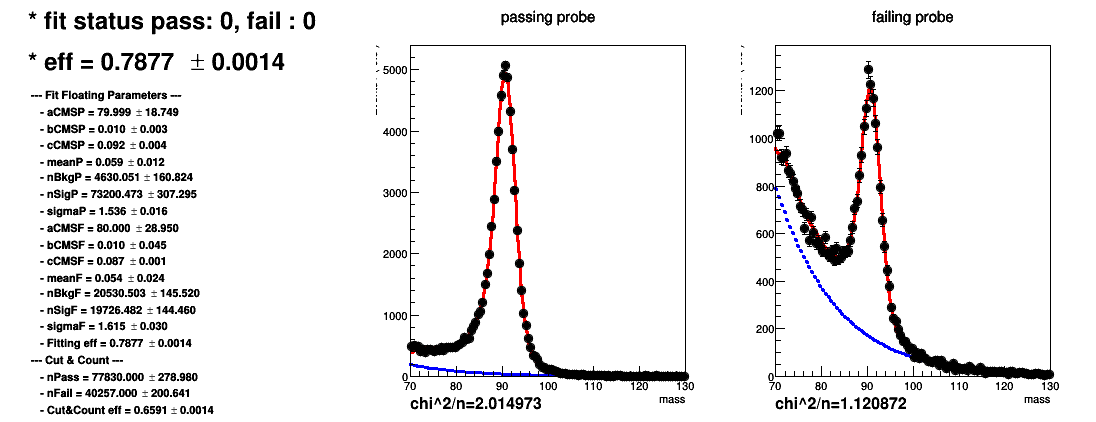 * fit status pass: 0, fail : 0
* eff = 0.7877 ± 0.0014
--- Fit Floating Parameters ---
- aCMSP = 79.999 ± 18.749
- bCMSP = 0.010 ± 0.003
- cCMSP = 0.092 ± 0.004
- meanP = 0.059 ± 0.012
- nBkgP = 4630.051 ± 160.824
- nSigP = 73200.473 ± 307.295
- sigmaP = 1.536 ± 0.016
- aCMSF = 80.000 ± 28.950
- bCMSF = 0.010 ± 0.045
- cCMSF = 0.087 ± 0.001
- meanF = 0.054 ± 0.024
- nBkgF = 20530.503 ± 145.520
- nSigF = 19726.482 ± 144.460
- sigmaF = 1.615 ± 0.030
- Fitting eff = 0.7877 ± 0.0014
--- Cut & Count ---
- nPass = 77830.000 ± 278.980
- nFail = 40257.000 ± 200.641
- Cut&Count eff = 0.6591 ± 0.0014
passing probe
5000
4000
3000
2000
1000
0
70 80 90 100 110 120 130
mass
chi^2/n=2.014973
failing probe
1200
1000
800
600
400
200
0
70 80 90 100 110 120 130
mass
chi^2/n=1.120872